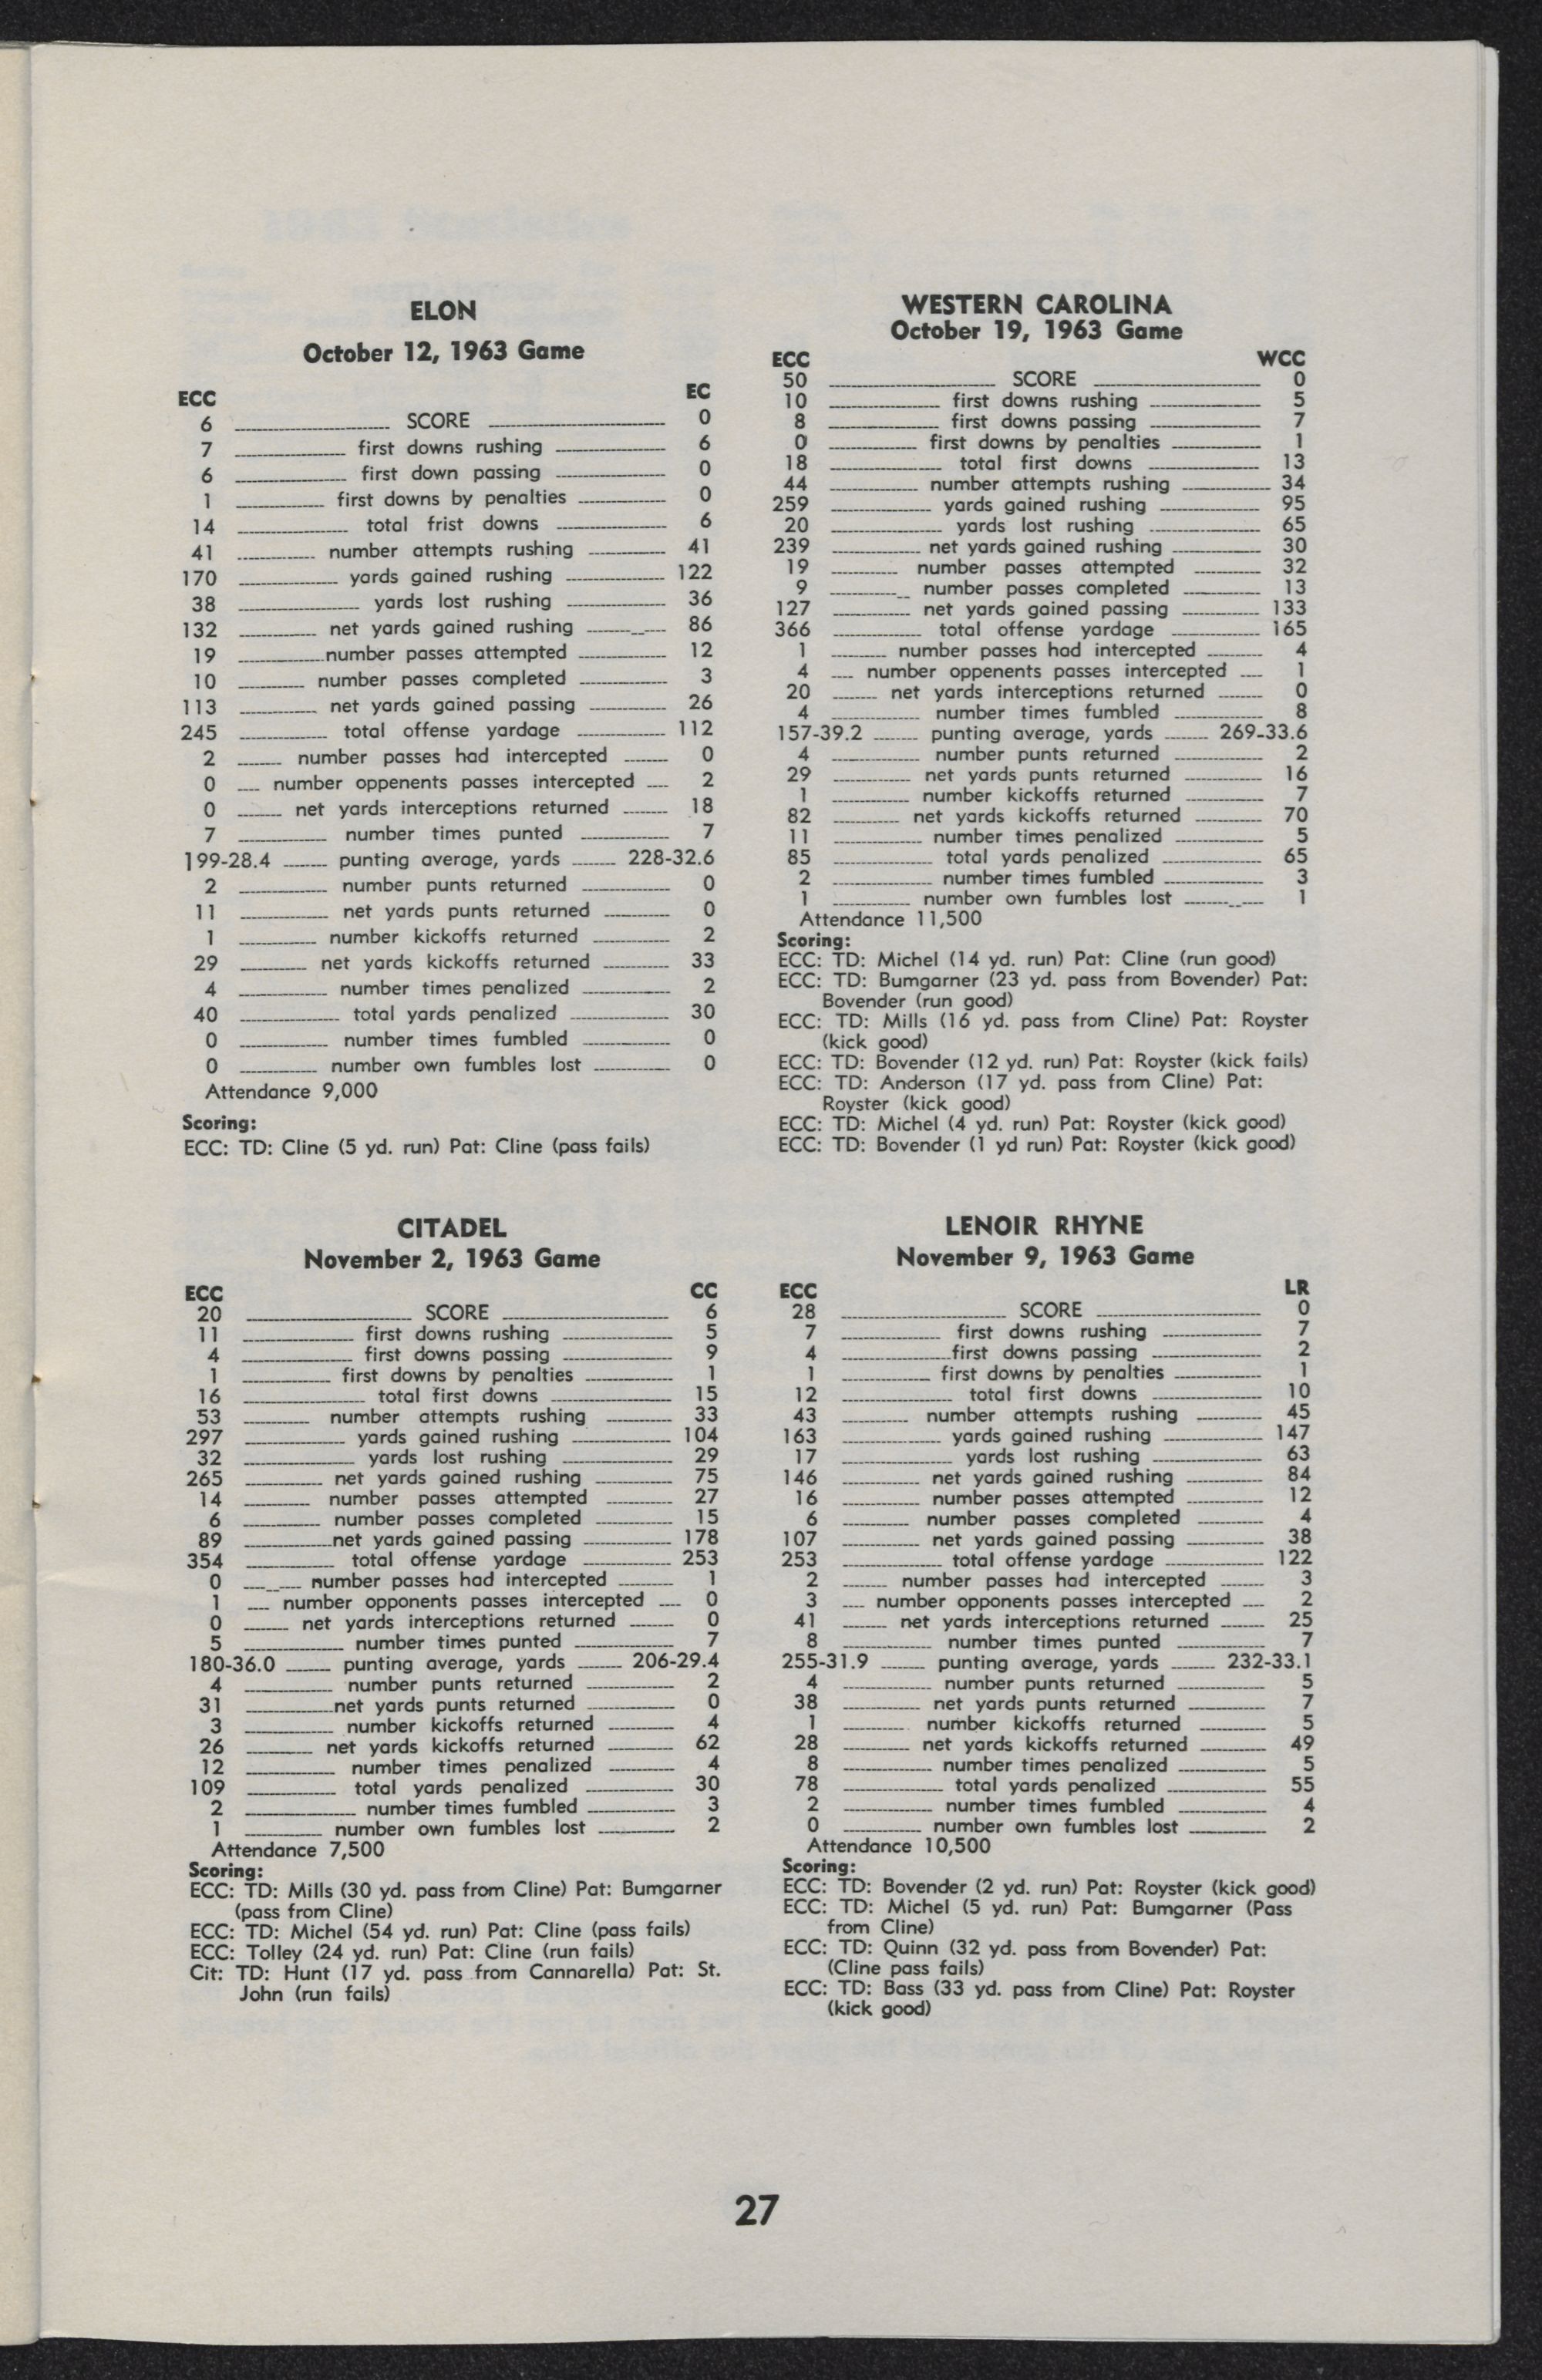 ELON
October 12, 1963 Game
ECC EC
6 SCORE 0
7 first downs rushing 6
6 first down passing 0
1 first downs by penalties 0
14 total frist downs 6
41 number attempts rushing 41
170 yards gained rushing 122
38 yards lost rushing 36
132 net yards gained rushing 86
19 number passes attempted 12
10 number passes completed 3
113 net yards gained passing 26
245 total offense yardage 112
2 number passes had intercepted 0
0 number oppenents passes intercepted 2
0 net yards interceptions returned 18
7 number times punted 7
199-28.4 punting average, yards 228-32.6
2 number punts returned 0
11 net yards punts returned 0
1 number kickoffs returned 2
29 net yards kickoffs returned 33
4 number times penalized 2
40 total yards penalized 30
0 number times fumbled 0
0 number own fumbles lost 0
Attendance 9,000
Scoring:
ECC: TD: Cline (5 yd. run) Pat: Cline (pass fails)
WESTERN CAROLINA
October 19, 1963 Game
ECC WCC
50 SCORE 0
10 first downs rushing 5
8 first downs passing 7
0 first downs by penalties 1
18 total first downs 13
44 number attempts rushing 34
259 yards gained rushing 95
20 yards lost rushing 65
239 net yards gained rushing 30
19 number passes attempted 32
9 number passes completed 13
127 net yards gained passing 133
366 total offense yardage 165
1 number passes had intercepted 4
4 number oppenents passes intercepted 1
20 net yards interceptions returned 0
4 number times fumbled 8
157-39.2 punting average, yards 269-33.6
4 number punts returned 2
29 net yards punts returned 16
1 number kickoffs returned 7
82 net yards kickoffs returned 70
11 number times penalized 5
85 total yards penalized 65
2 number times fumbled 3
1 number own fumbles lost 1
Attendance 11,500
Scoring:
ECC: TD: Michel (14 yd. run) Pat: Cline (run good)
ECC: TD: Bumgarner (23 yd. pass from Bovender) Pat:
Bovender (run good)
ECC: TD: Mills (16 yd. pass from Cline) Pat: Royster
(kick good)
ECC: TD: Bovender (12 yd. run) Pat: Royster (kick fails)
ECC: TD: Anderson (17 yd. pass from Cline) Pat:
Royster (kick good)
ECC: TD: Michel (4 yd. run) Pat: Royster (kick good)
ECC: TD: Bovender (1 yd run) Pat: Royster (kick good)
CITADEL
November 2, 1963 Game
ECC CC
20 SCORE 6
11 first downs rushing 5
4 first downs passing 9
1 first downs by penalties 1
16 total first downs 15
53 number attempts rushing 33
297 yards gained rushing 104
32 yards lost rushing 29
265 net yards gained rushing 75
14 number passes attempted 27
6 number passes completed 15
89 net yards gained passing 178
354 total offense yardage 253
0 number passes had intercepted 1
1 number opponents passes intercepted 0
0 net yards interceptions returned 0
5 number times punted 7
180-36.0 punting average, yards 206-29.4
4 number punts returned 2
31 net yards punts returned 0
3 number kickoffs returned 4
26 net yards kickoffs returned 62
12 number times penalized 4
109 total yards penalized 30
2 number times fumbled 3
1 number own fumbles lost 2
Attendance 7,500
Scoring:
ECC: TD: Mills (30 yd. pass from Cline) Pat: Bumgarner
(pass from Cline)
ECC: TD: Michel (54 yd. run) Pat: Cline (pass fails)
ECC: Tolley (24 yd. run) Pat: Cline (run fails)
Cit: TD: Hunt (17 yd. pass from Cannarella) Pat: St.
John (run fails)
LENOIR RHYNE
November 9, 1963 Game
ECC LR
28 SCORE 0
7 first downs rushing 7
4 first downs passing 2
1 first downs by penalties 1
12 total first downs 10
43 number attempts rushing 45
163 yards gained rushing 147
17 yards lost rushing 63
146 net yards gained rushing 84
16 number passes attempted 12
6 number passes completed 4
107 net yards gained passing 38
253 total offense yardage 122
2 number passes had intercepted 3
3 number opponents passes intercepted 2
41 net yards interceptions returned 25
8 number times punted 7
255-31.9 punting average, yards 232-33.1
4 number punts returned 5
38 net yards punts returned 7
1 number kickoffs returned 5
28 net yards kickoffs returned 49
8 number times penalized 5
78 total yards penalized 55
2 number times fumbled 4
0 number own fumbles lost 2
Attendance 10,500
Scoring:
ECC: TD: Bovender (2 yd. run) Pat: Royster (kick good)
ECC: TD: Michel (5 yd. run) Pat: Bumgarner (Pass
from Cline)
ECC: TD: Quinn (32 yd. pass from Bovender) Pat:
(Cline pass fails)
ECC: TD: Bass (33 yd. pass from Cline) Pat: Royster
(kick good)
27